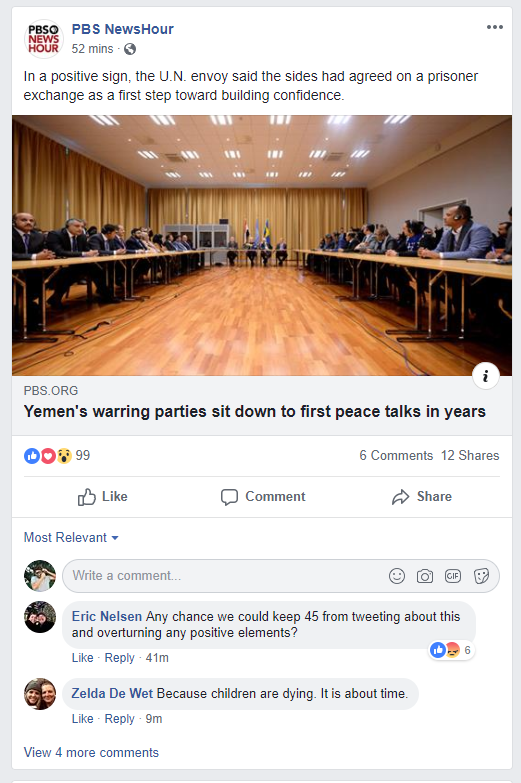 PBS
NEWS
HOUR
PBS NewsHour
52 mins ·
In a positive sign, the U.N. envoy said the sides had agreed on a prisoner
exchange as a first step toward building confidence.
PBS.ORG
Yemen's warring parties sit down to first peace talks in years
99
6 Comments 12 Shares
Like Comment Share
Most Relevant
Write a comment...
GIF
Eric Nelsen Any chance we could keep 45 from tweeting about this
and overturning any positive elements?
6
Like · Reply · 41m
Zelda De Wet Because children are dying. It is about time.
Like · Reply · 9m
View 4 more comments